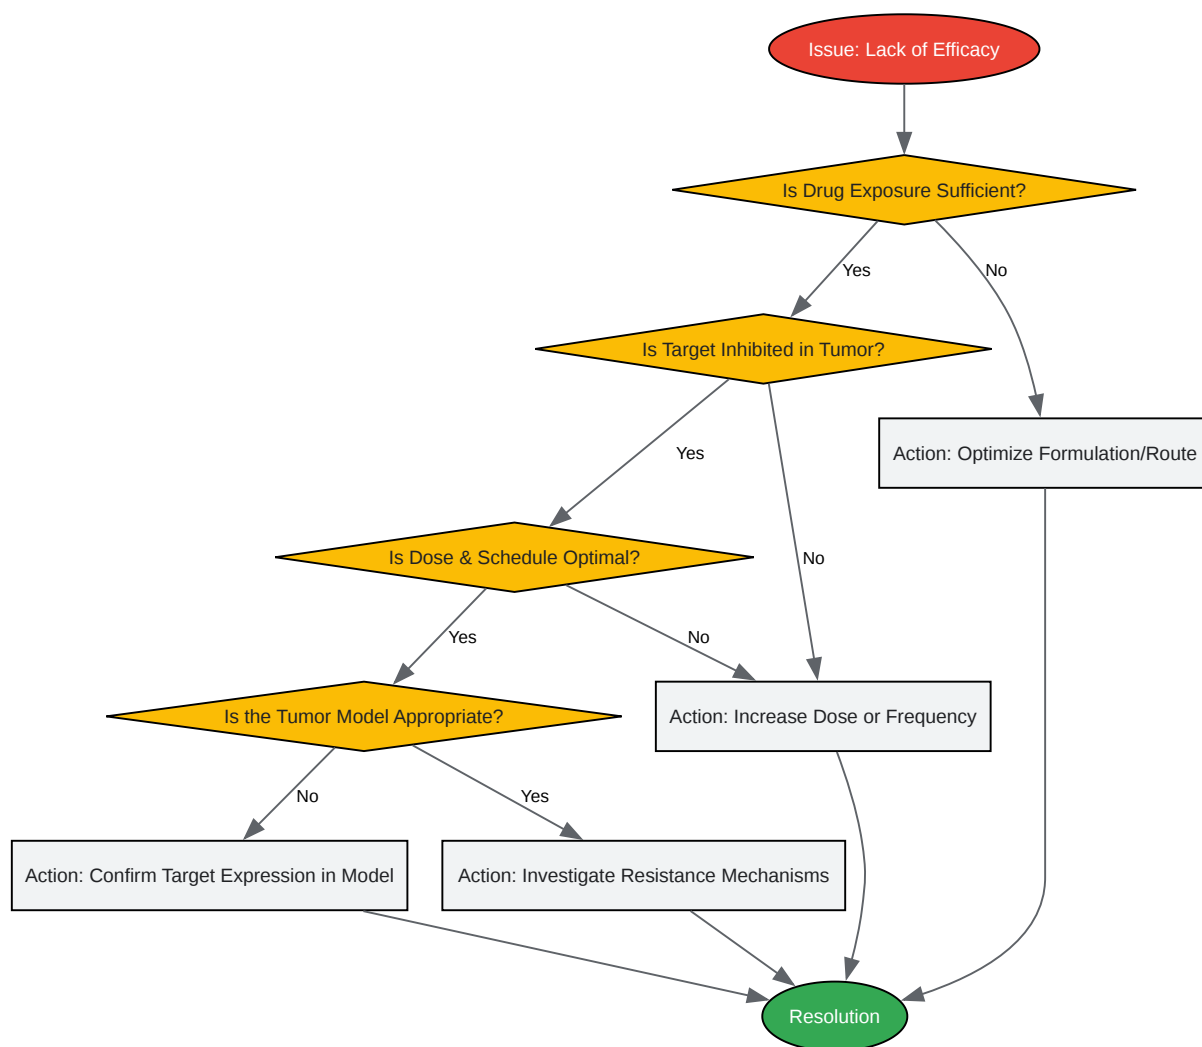 Issue: Lack of Efficacy
Is Drug Exposure Sufficient?
Yes
No
Is Target Inhibited in Tumor?
Action: Optimize Formulation/Route
Yes
No
Is Dose & Schedule Optimal?
Yes
No
Is the Tumor Model Appropriate?
Action: Increase Dose or Frequency
No
Yes
Action: Confirm Target Expression in Model
Action: Investigate Resistance Mechanisms
Resolution